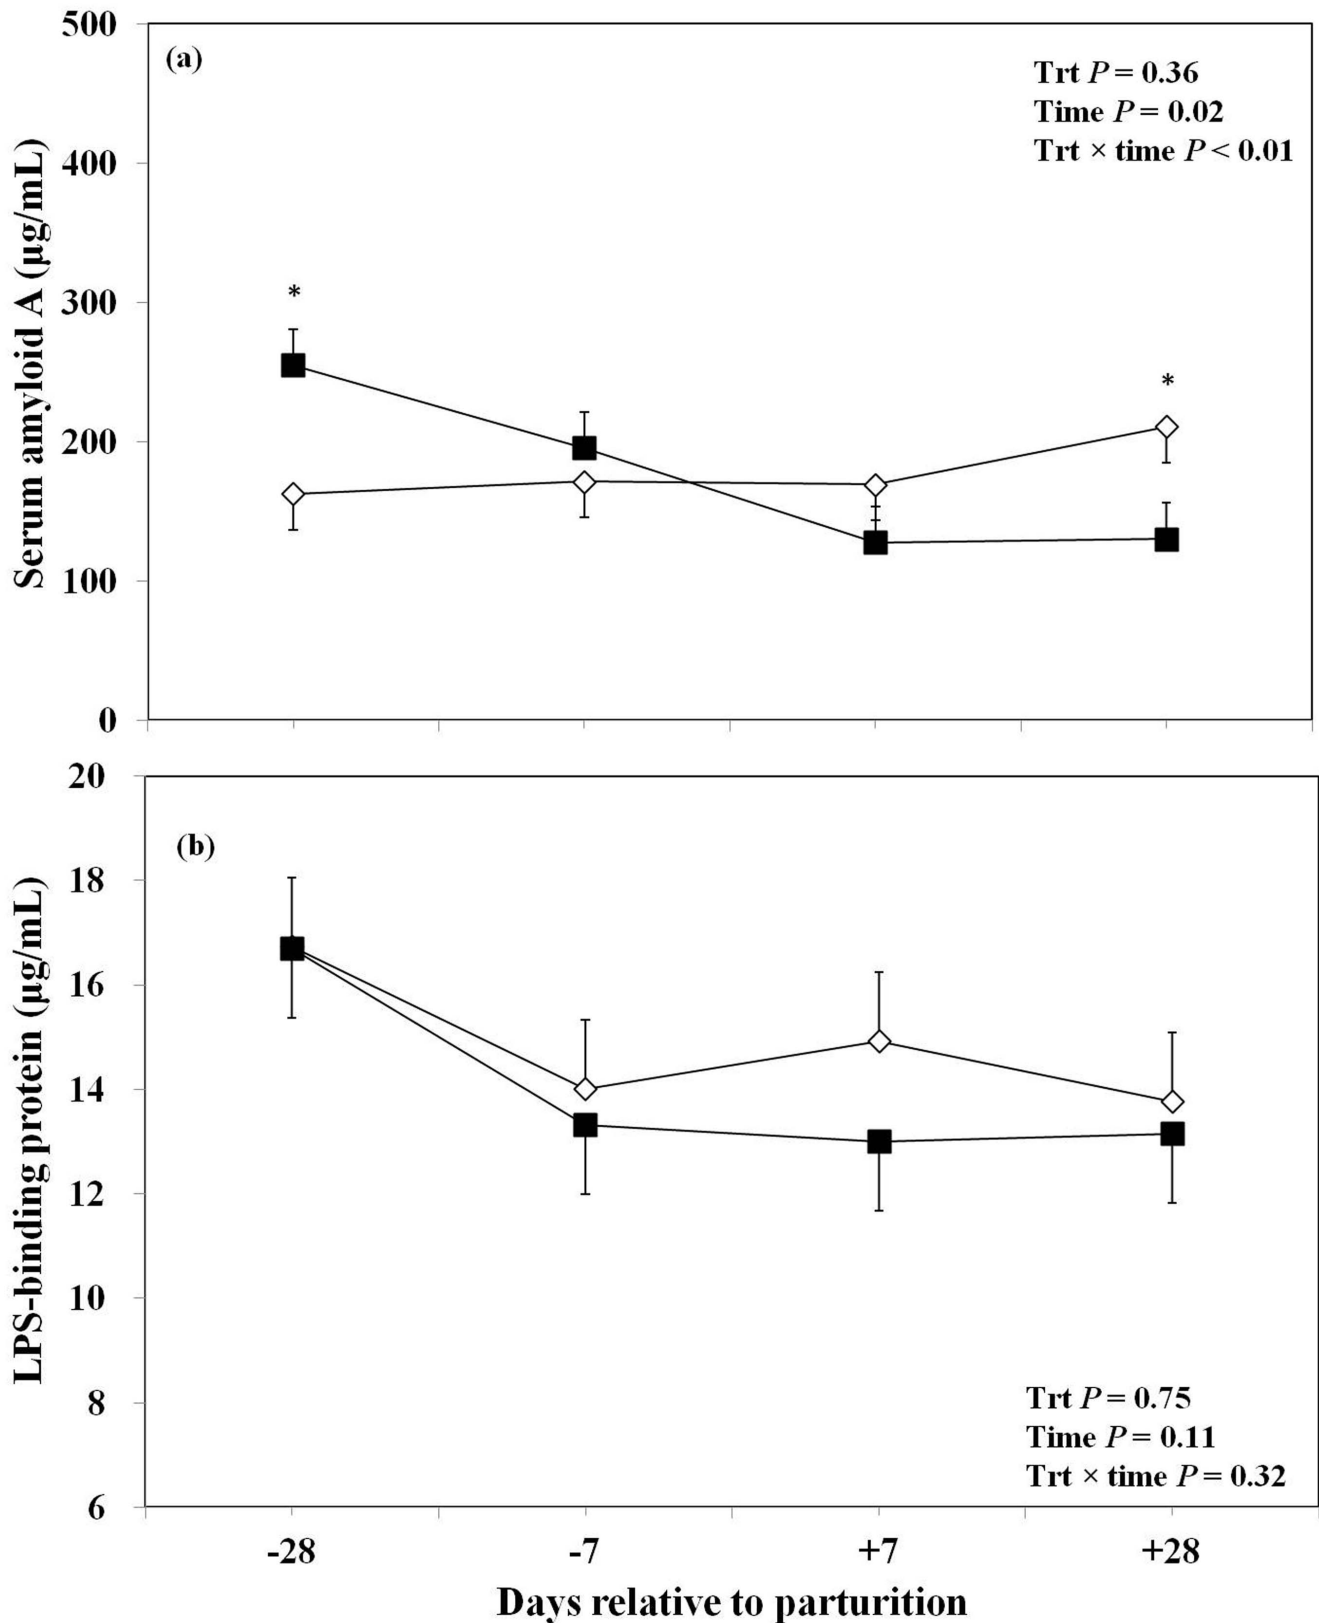 500
(a)
Trt P = 0.36
Time P = 0.02
Trt × time P < 0.01
400
300
200
100
0
Serum amyloid A (µg/mL)
*
*
20
(b)
18
16
14
12
10
8
6
LPS-binding protein (µg/mL)
Trt P = 0.75
Time P = 0.11
Trt × time P = 0.32
-28 -7 +7 +28
Days relative to parturition